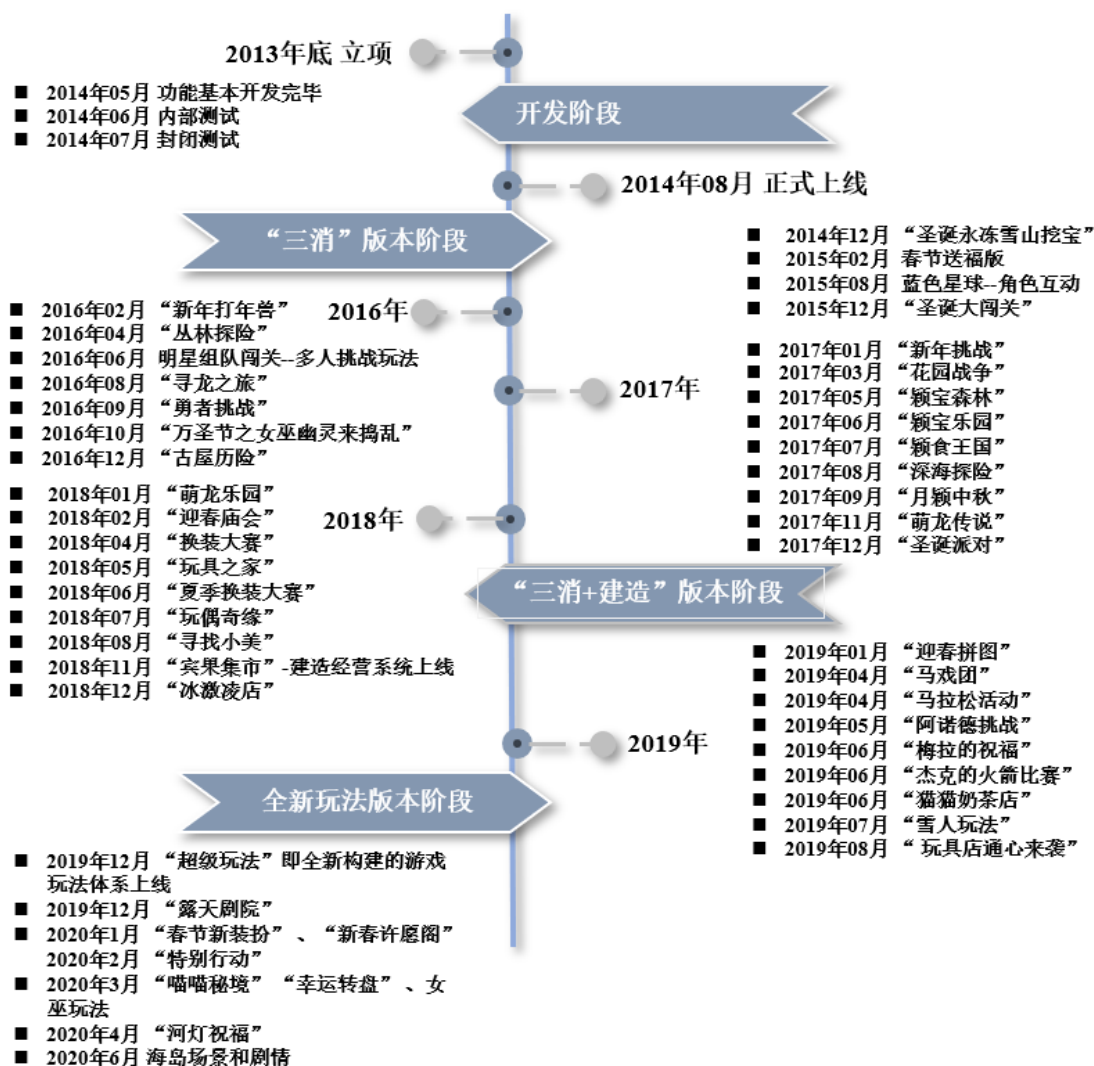 2013年底 立项
■ 2014年05月 功能基本开发完毕
■ 2014年06月 内部测试
■ 2014年07月 封闭测试
开发阶段
2014年08月 正式上线
“三消”版本阶段
■ 2014年12月 “圣诞永冻雪山挖宝”
■ 2015年02月 春节送福版
■ 2015年08月 蓝色星球--角色互动
■ 2015年12月 “圣诞大闯关”
2016年
■ 2016年02月 “新年打年兽”
■ 2016年04月 “丛林探险”
■ 2016年06月 明星组队闯关--多人挑战玩法
■ 2016年08月 “寻龙之旅”
■ 2016年09月 “勇者挑战”
■ 2016年10月 “万圣节之女巫幽灵来捣乱”
■ 2016年12月 “古屋历险”
2017年
■ 2017年01月 “新年挑战”
■ 2017年03月 “花园战争”
■ 2017年05月 “颖宝森林”
■ 2017年06月 “颖宝乐园”
■ 2017年07月 “颖食王国”
■ 2017年08月 “深海探险”
■ 2017年09月 “月颖中秋”
■ 2017年11月 “萌龙传说”
■ 2017年12月 “圣诞派对”
2018年
■ 2018年01月 “萌龙乐园”
■ 2018年02月 “迎春庙会”
■ 2018年04月 “换装大赛”
■ 2018年05月 “玩具之家”
■ 2018年06月 “夏季换装大赛”
■ 2018年07月 “玩偶奇缘”
■ 2018年08月 “寻找小美”
■ 2018年11月 “宾果集市”-建造经营系统上线
■ 2018年12月 “冰激凌店”
“三消+建造”版本阶段
2019年
■ 2019年01月 “迎春拼图”
■ 2019年04月 “马戏团”
■ 2019年04月 “马拉松活动”
■ 2019年05月 “阿诺德挑战”
■ 2019年06月 “梅拉的祝福”
■ 2019年06月 “杰克的火箭比赛”
■ 2019年06月 “猫猫奶茶店”
■ 2019年07月 “雪人玩法”
■ 2019年08月 “ 玩具店通心来袭”
全新玩法版本阶段
■ 2019年12月 “超级玩法”即全新构建的游戏
玩法体系上线
■ 2019年12月 “露天剧院”
■ 2020年1月 “春节新装扮” 、“新春许愿阁”
2020年2月 “特别行动”
■ 2020年3月 “喵喵秘境” “幸运转盘” 、女
巫玩法
■ 2020年4月 “河灯祝福”
■ 2020年6月 海岛场景和剧情